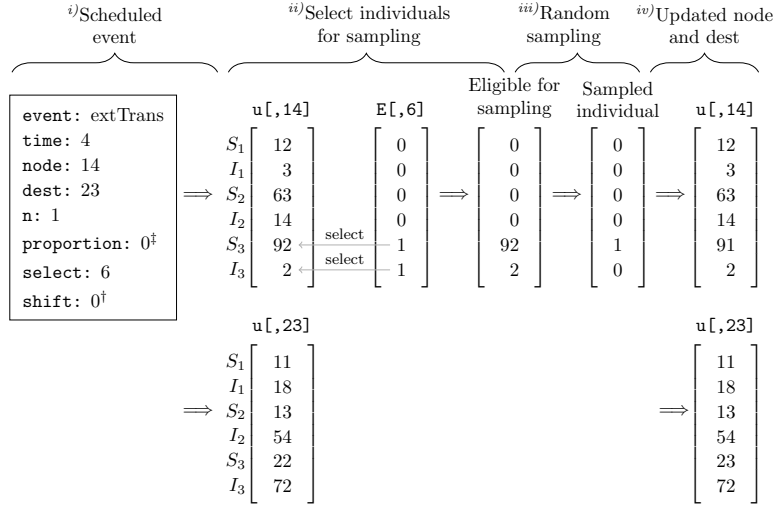 i)Scheduled event
ii)Select individuals for sampling
iii)Random sampling
iv)Updated node and dest
event: extTrans
time: 4
node: 14
dest: 23
n: 1
proportion: 0‡
select: 6
shift: 0†
u[,14] E[,6] Eligible for sampling Sampled individual u[,14]
S1 12 0 0 0 12
I1 3 0 0 0 3
⟹ S2 63 0 ⟹ 0 ⟹ 0 ⟹ 63
I2 14 0 0 0 14
S3 92 select 1 92 1 91
I3 2 select 1 2 0 2
u[,23] u[,23]
S1 11 11
I1 18 18
⟹ S2 13 ⟹ 13
I2 54 54
S3 22 23
I3 72 72